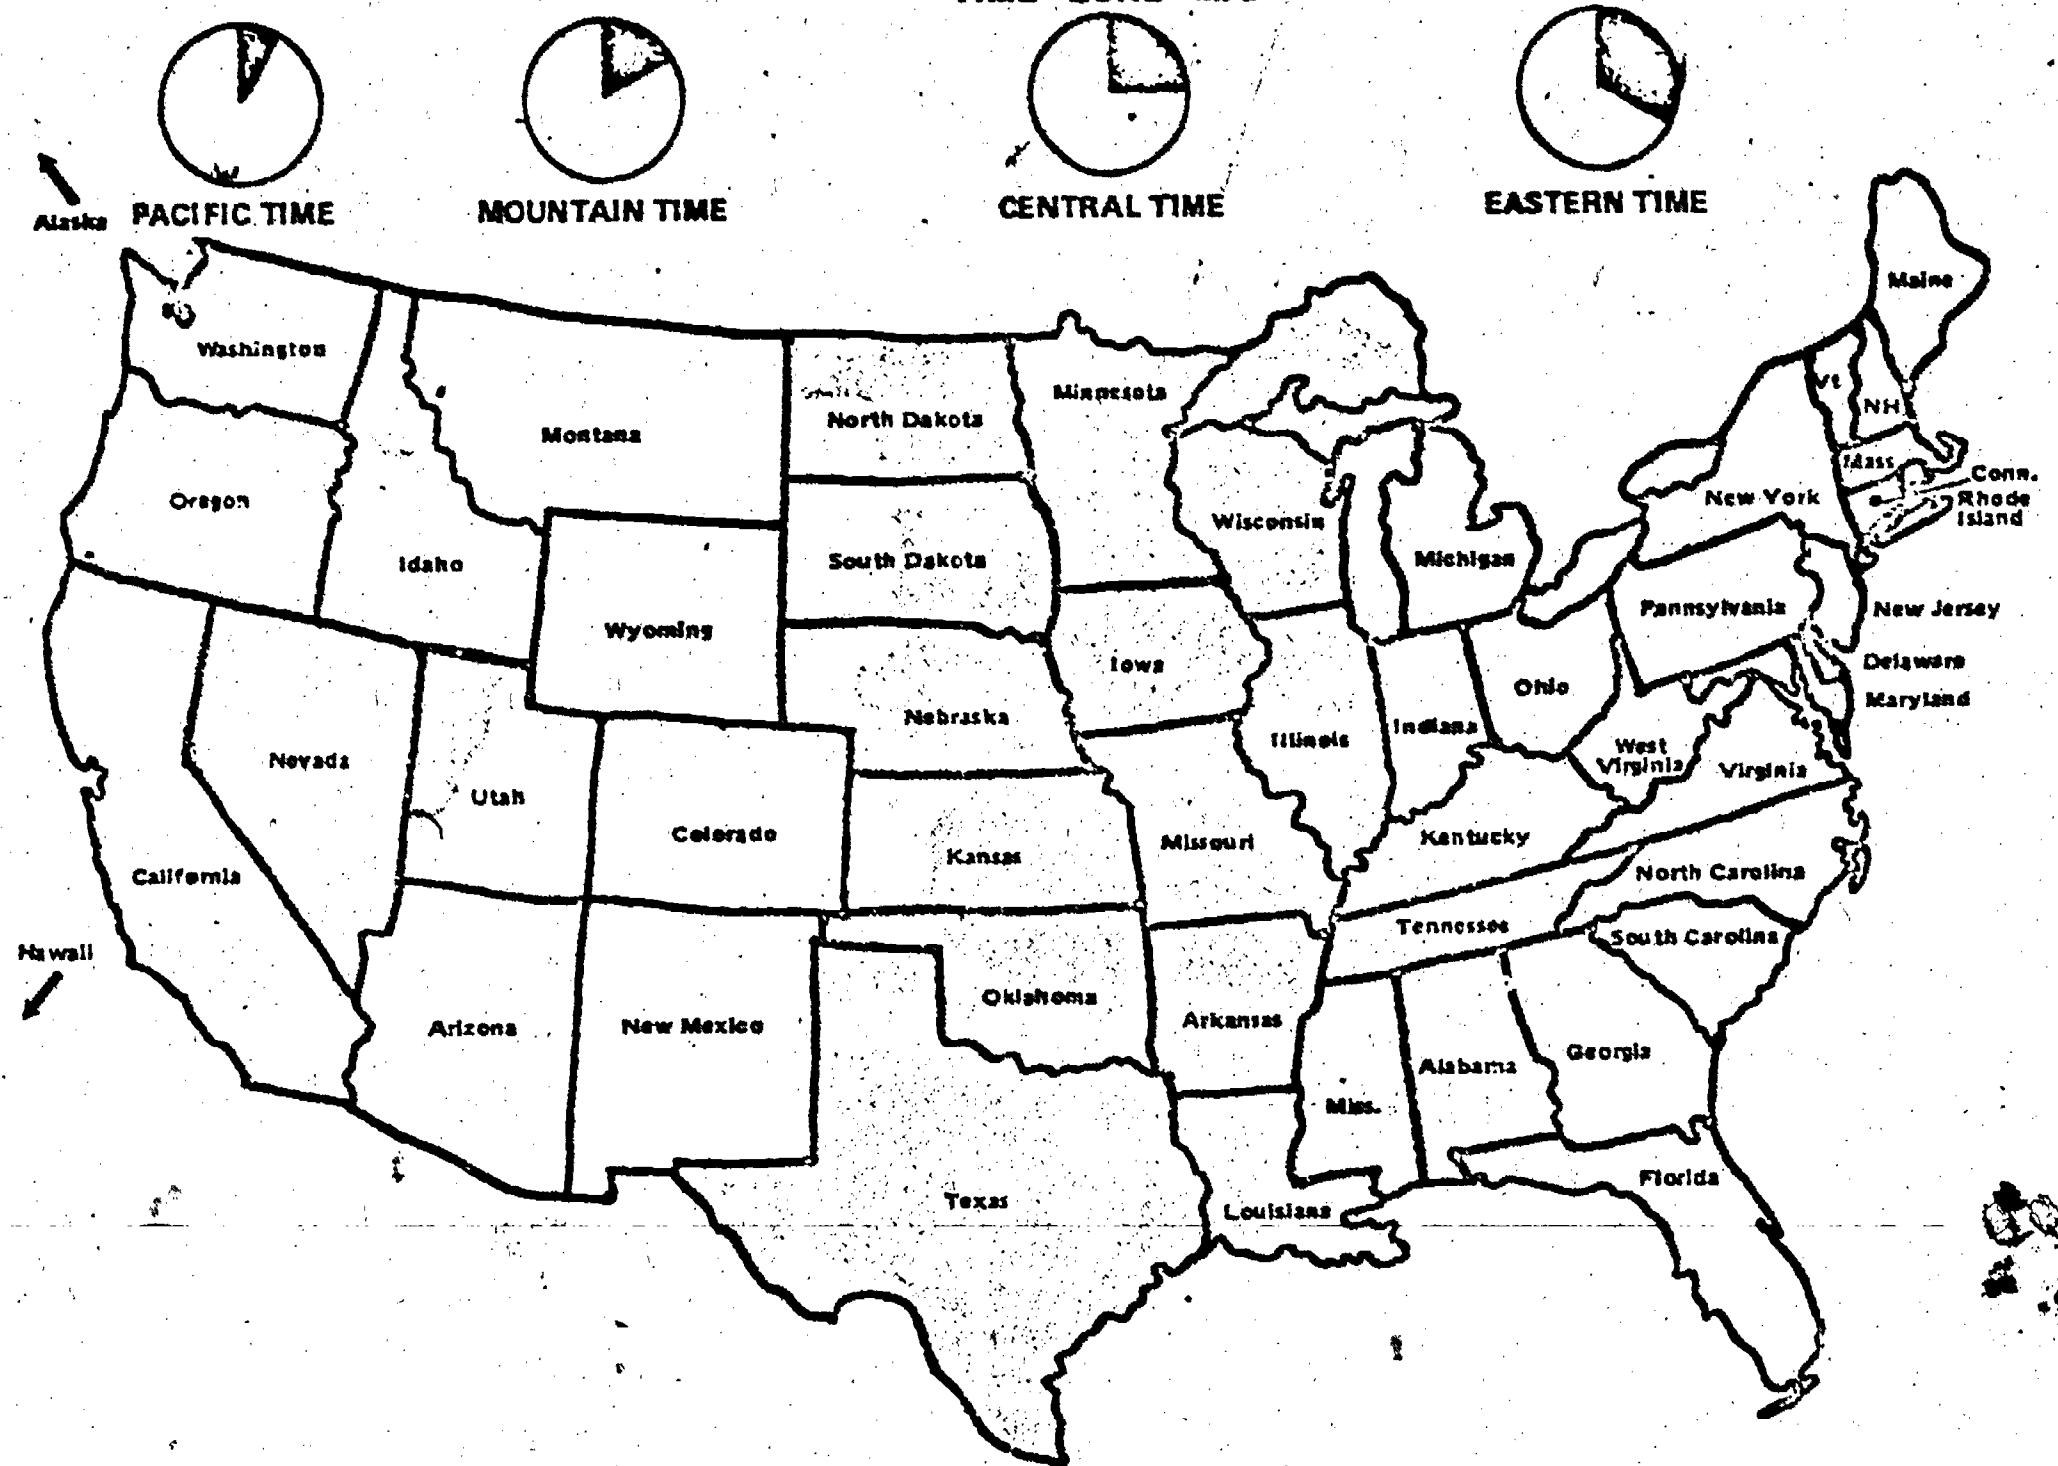 PACIFIC TIME
MOUNTAIN TIME
CENTRAL TIME
EASTERN TIME
Alaska
Maine
Washington
Montana
North Dakota
Minnesota
Vt
NH
Mass
Conn.
Rhode
Island
New York
Oregon
Idaho
South Dakota
Wisconsin
Michigan
Wyoming
Pennsylvania
New Jersey
Iowa
Delaware
Maryland
Ohio
Nebraska
Illinois
Indiana
West
Virginia
Virginia
Nevada
Utah
Colorado
Kansas
Missouri
Kentucky
California
North Carolina
Tennessee
South Carolina
Hawaii
Arizona
New Mexico
Oklahoma
Arkansas
Alabama
Georgia
Miss.
Texas
Louisiana
Florida